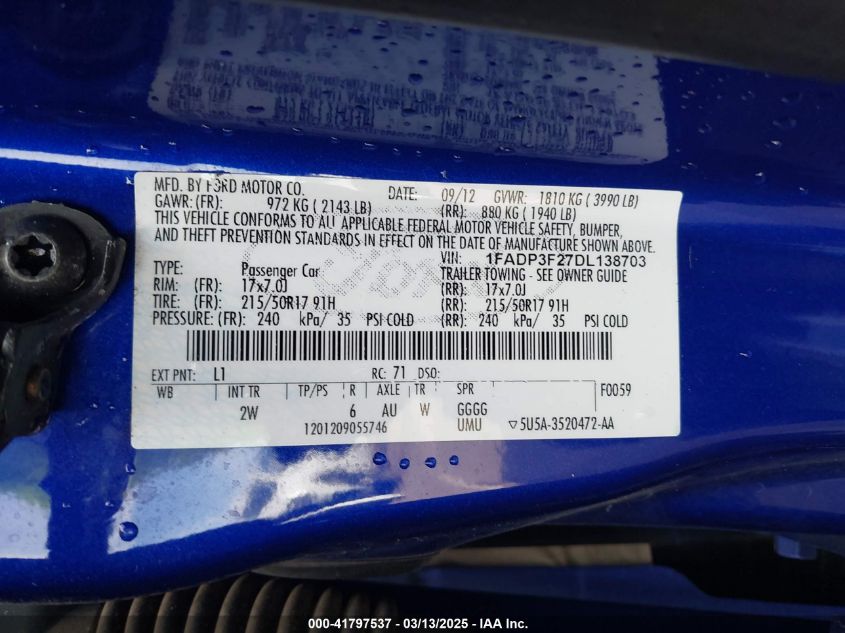 MFD. BY FORD MOTOR CO. DATE: 09/12 GVWR: 1810 KG ( 3990 LB)
GAWR: (FR): 972 KG ( 2143 LB) (RR): 880 KG ( 1940 LB)
THIS VEHICLE CONFORMS TO ALL APPLICABLE FEDERAL MOTOR VEHICLE SAFETY, BUMPER,
AND THEFT PREVENTION STANDARDS IN EFFECT ON THE DATE OF MANUFACTURE SHOWN ABOVE.
VIN: 1FADP3F27DL138703
TYPE: Passenger Car TRAILER TOWING - SEE OWNER GUIDE
RIM: (FR): 17x7.0J (RR): 17x7.0J
TIRE: (FR): 215/50R17 91H (RR): 215/50R17 91H
PRESSURE: (FR): 240 kPa/ 35 PSI COLD (RR): 240 kPa/ 35 PSI COLD
EXT PNT: L1 RC: 71 DSO:
WB INT TR TP/PS R AXLE TR SPR F0059
2W 6 AU W GGGG
1201209055746 UMU ▽5U5A-3520472-AA
000-41797537 - 03/13/2025 - IAA Inc.